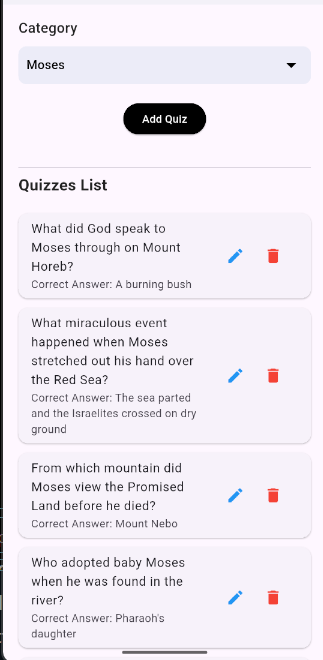 Category
Moses
Add Quiz
Quizzes List
What did God speak to
Moses through on Mount
Horeb?
Correct Answer: A burning bush
What miraculous event
happened when Moses
stretched out his hand over
the Red Sea?
Correct Answer: The sea parted
and the Israelites crossed on dry
ground
From which mountain did
Moses view the Promised
Land before he died?
Correct Answer: Mount Nebo
Who adopted baby Moses
when he was found in the
river?
Correct Answer: Pharaoh's
daughter